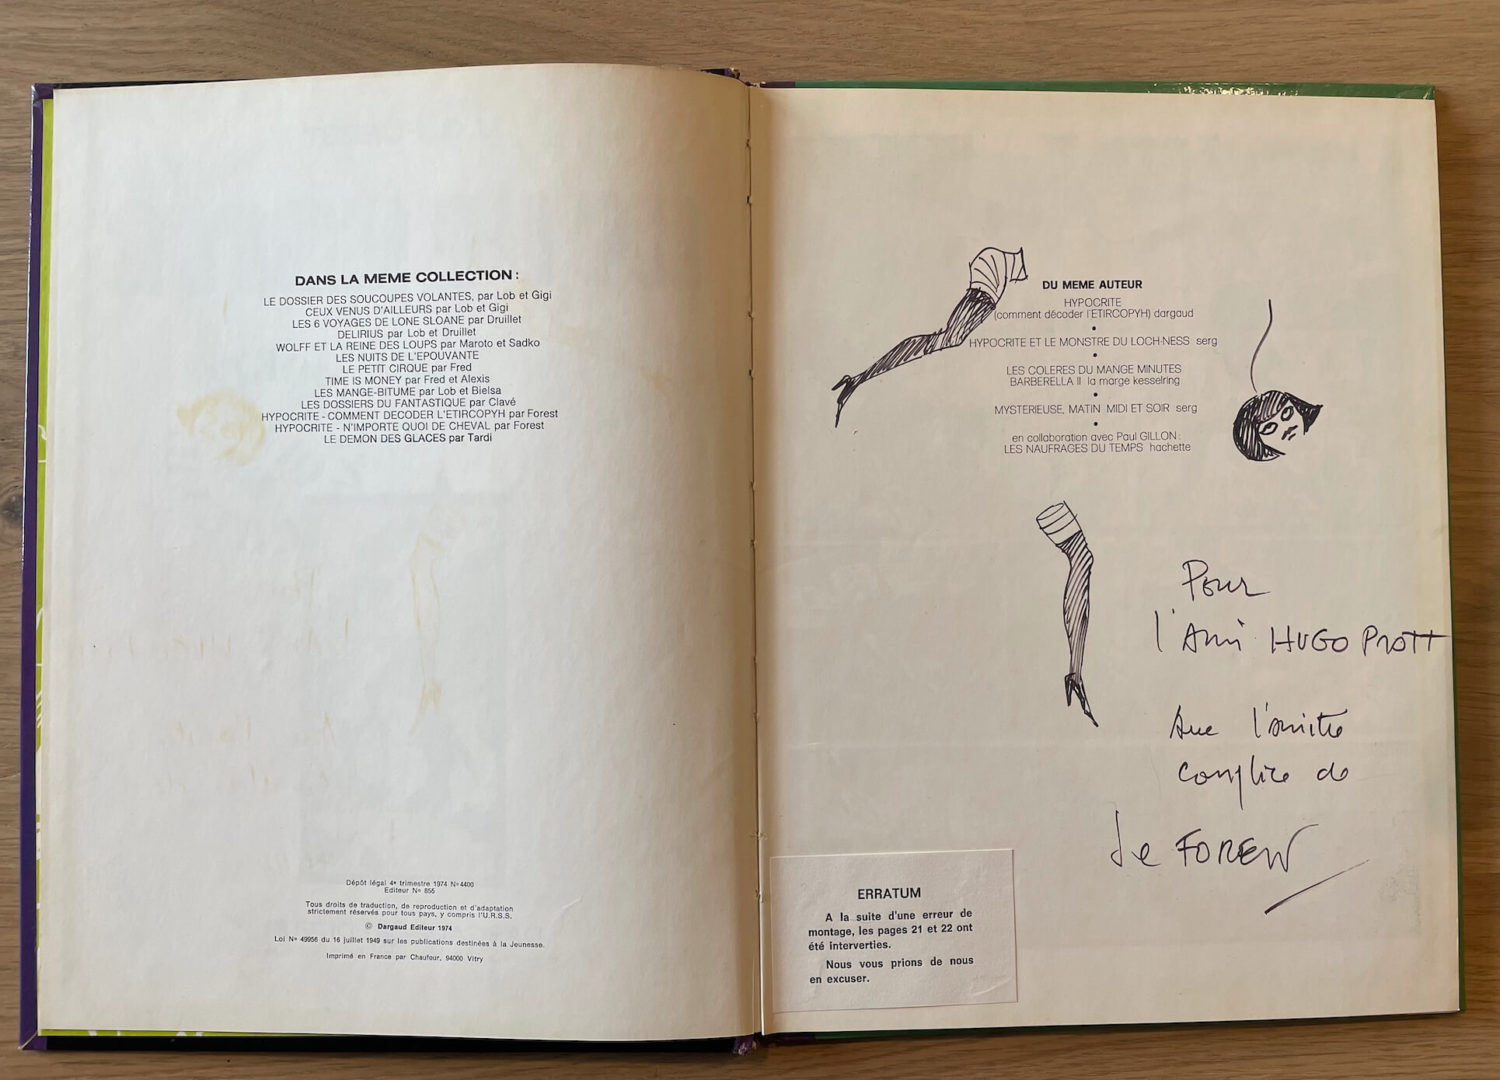 DANS LA MEME COLLECTION :
LE DOSSIER DES SOUCOUPES VOLANTES, par Lob et Gigi
CEUX VENUS D'AILLEURS par Lob et Gigi
LES 6 VOYAGES DE LONE SLOANE par Druillet
DELIRIUS par Lob et Druillet
WOLFF ET LA REINE DES LOUPS par Maroto et Sadko
LES NUITS DE L'EPOUVANTE
LE PETIT CIRQUE par Fred
TIME IS MONEY par Fred et Alexis
LES MANGE-BITUME par Lob et Bielsa
LES DOSSIERS DU FANTASTIQUE par Clavé
HYPOCRITE - COMMENT DECODER L'ETIRCOPYH par Forest
HYPOCRITE - N'IMPORTE QUOI DE CHEVAL par Forest
LE DEMON DES GLACES par Tardi
Dépôt légal 4e trimestre 1974 No 4400
Editeur No 855
Tous droits de traduction, de reproduction et d'adaptation
strictement réservés pour tous pays, y compris l'U.R.S.S.
© Dargaud Editeur 1974
Loi No 49956 du 16 juillet 1949 sur les publications destinées à la Jeunesse.
Imprimé en France par Chaufour, 94000 Vitry
DU MEME AUTEUR
HYPOCRITE
(comment décoder l'ETIRCOPYH) dargaud
•
HYPOCRITE ET LE MONSTRE DU LOCH-NESS serg
•
LES COLERES DU MANGE MINUTES
BARBERELLA II la marge kesselring
•
MYSTERIEUSE, MATIN MIDI ET SOIR serg
•
en collaboration avec Paul GILLON :
LES NAUFRAGES DU TEMPS hachette
Pour
l'Ami HUGO PROTT
Avec l'amitié
complice de
Je FOREST
ERRATUM
A la suite d'une erreur de
montage, les pages 21 et 22 ont
été interverties.
Nous vous prions de nous
en excuser.